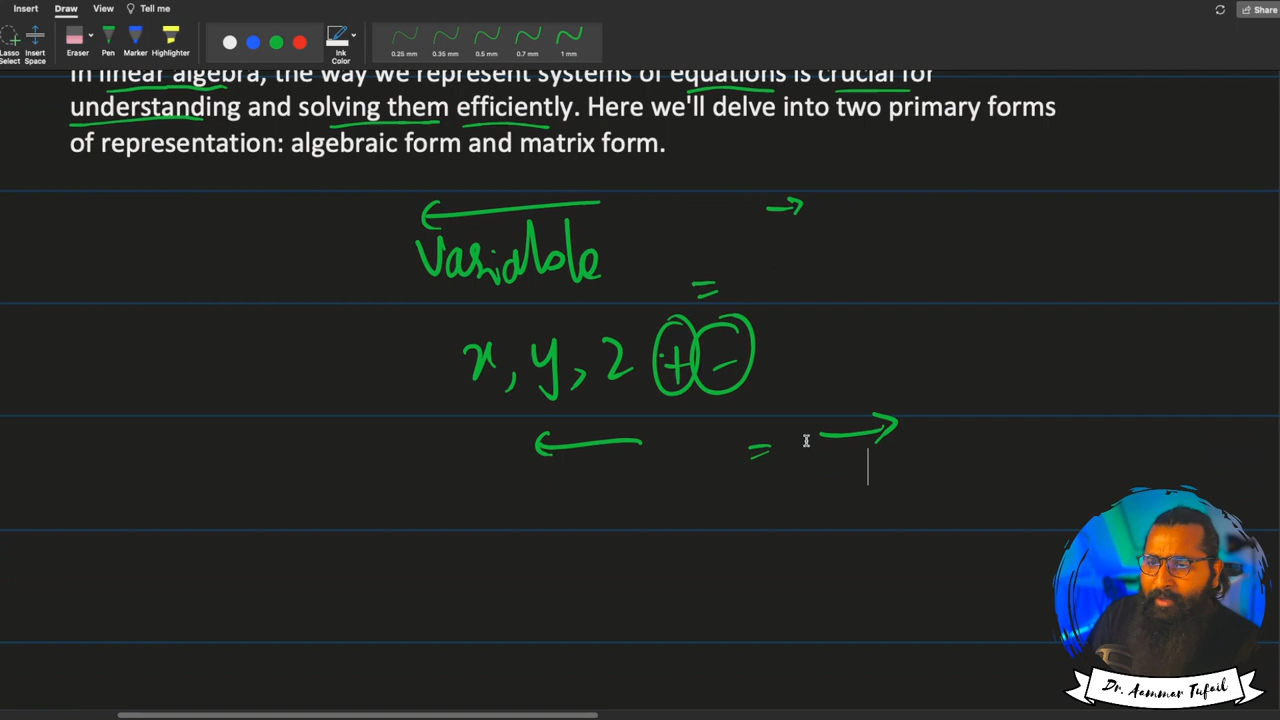 Insert Draw View Tell me
Share
Lasso Select Insert Space Eraser Pen Marker Highlighter Ink Color 0.25 mm 0.35 mm 0.5 mm 0.7 mm 1 mm
In linear algebra, the way we represent systems of equations is crucial for
understanding and solving them efficiently. Here we'll delve into two primary forms
of representation: algebraic form and matrix form.
← →
Variable
=
x, y, z + -
← = →
Dr. Aammar Tufail